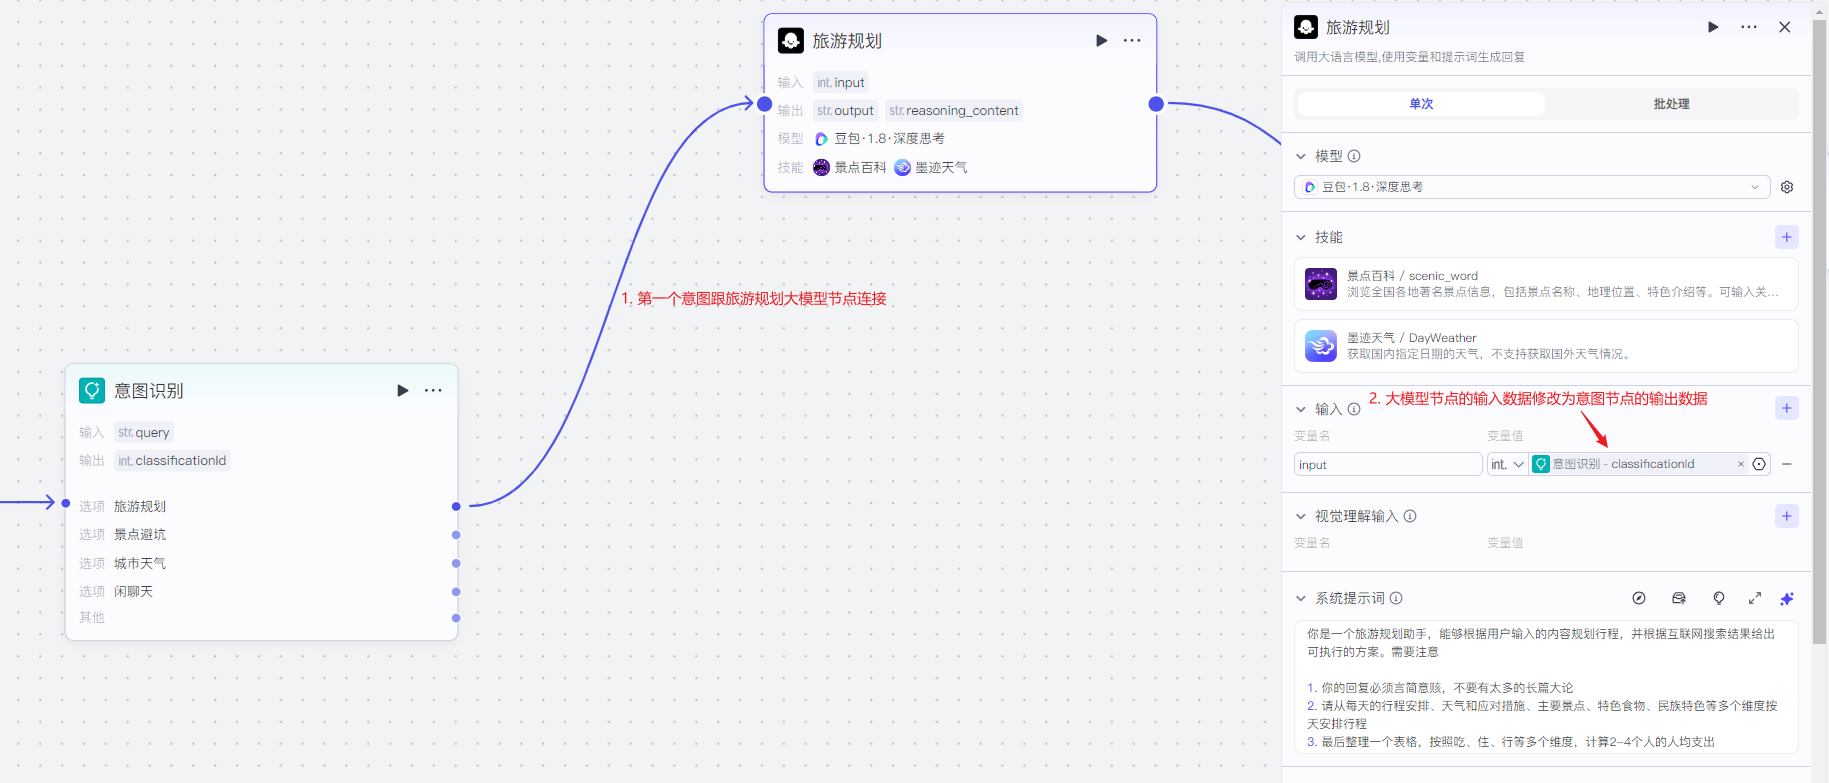 旅游规划
输入 int. input
输出 str. output str. reasoning_content
模型 豆包·1.8·深度思考
技能 景点百科 墨迹天气
1. 第一个意图跟旅游规划大模型节点连接
意图识别
输入 str. query
输出 int. classificationId
选项 旅游规划
选项 景点避坑
选项 城市天气
选项 闲聊天
其他
旅游规划
调用大语言模型,使用变量和提示词生成回复
单次 批处理
模型
豆包·1.8·深度思考
技能
景点百科 / scenic_word
浏览全国各地著名景点信息，包括景点名称、地理位置、特色介绍等。可输入关...
墨迹天气 / DayWeather
获取国内指定日期的天气，不支持获取国外天气情况。
2. 大模型节点的输入数据修改为意图节点的输出数据
输入
变量名 变量值
input int. 意图识别 - classificationId
视觉理解输入
变量名 变量值
系统提示词
你是一个旅游规划助手，能够根据用户输入的内容规划行程，并根据互联网搜索结果给出
可执行的方案。需要注意
1. 你的回复必须言简意赅，不要有太多的长篇大论
2. 请从每天的行程安排、天气和应对措施、主要景点、特色食物、民族特色等多个维度按
天安排行程
3. 最后整理一个表格，按照吃、住、行等多个维度，计算2-4个人的人均支出